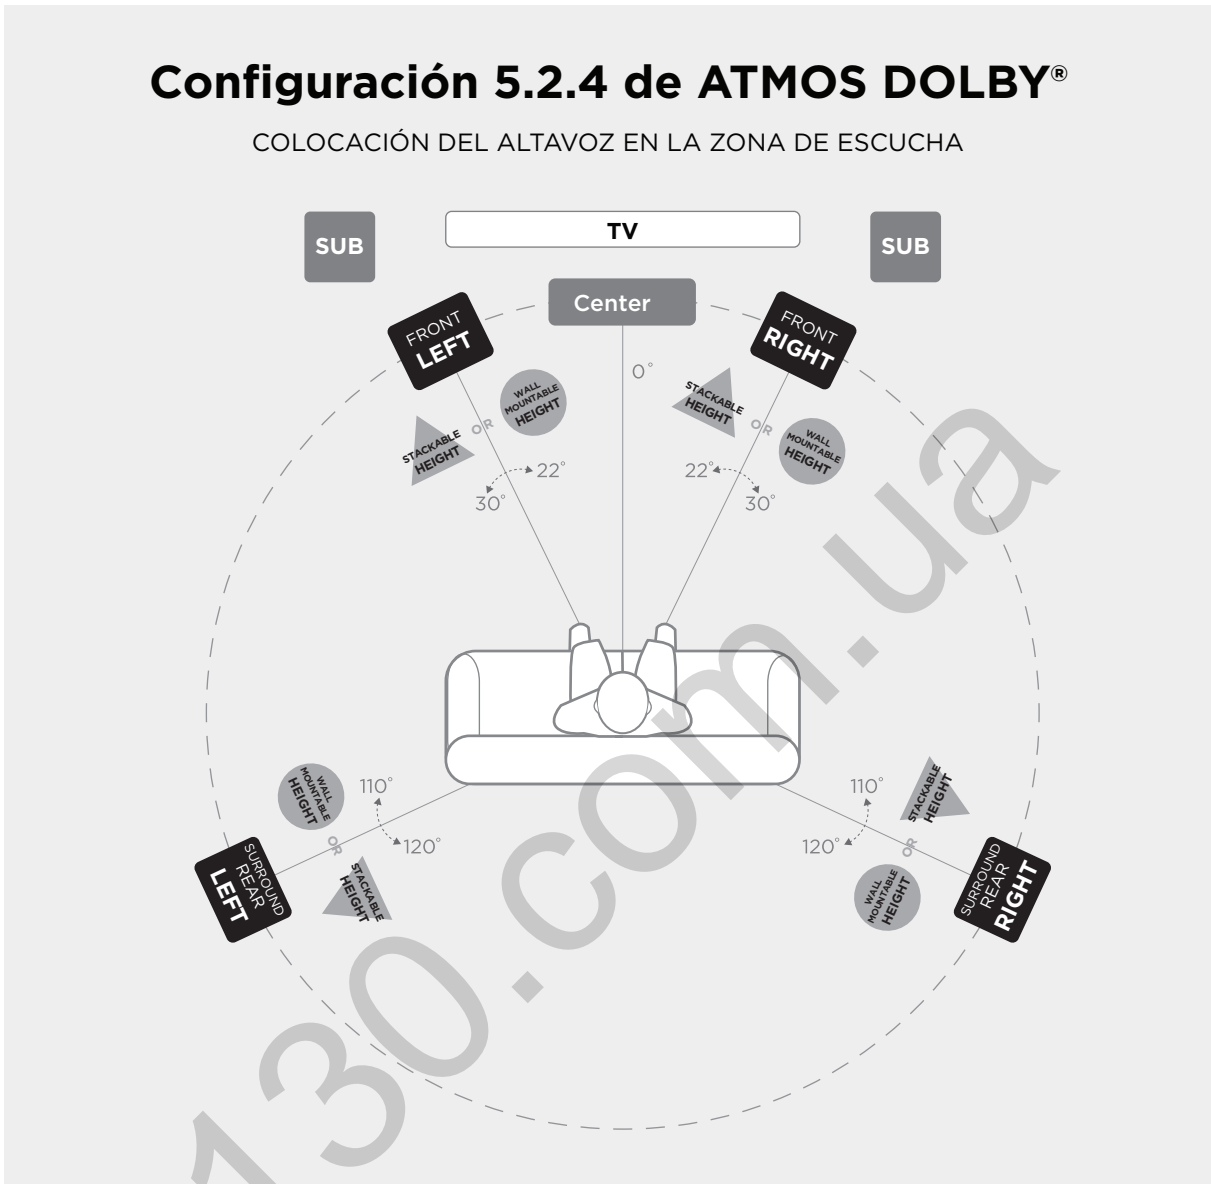 Configuración 5.2.4 de ATMOS DOLBY®
COLOCACIÓN DEL ALTAVOZ EN LA ZONA DE ESCUCHA
SUB
TV
SUB
Center
FRONT
LEFT
FRONT
RIGHT
0°
WALL
MOUNTABLE
HEIGHT
OR
STACKABLE
HEIGHT
STACKABLE
HEIGHT
OR
WALL
MOUNTABLE
HEIGHT
22°
30°
22°
30°
WALL
MOUNTABLE
HEIGHT
110°
120°
OR
SURROUND
REAR
LEFT
STACKABLE
HEIGHT
110°
120°
STACKABLE
HEIGHT
OR
WALL
MOUNTABLE
HEIGHT
SURROUND
REAR
RIGHT
130.com.ua